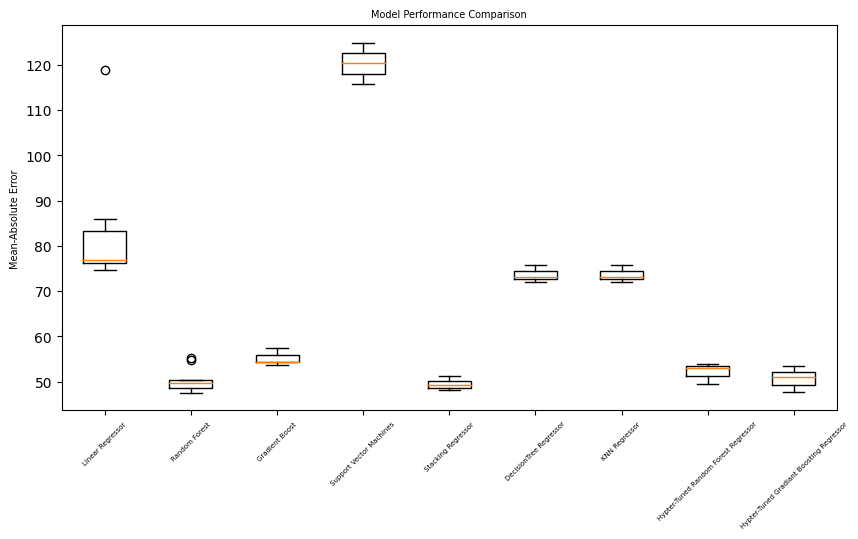 Model Performance Comparison
Mean-Absolute Error
120
110
100
90
80
70
60
50
Linear Regressor
Random Forest
Gradient Boost
Support Vector Machines
Stacking Regressor
DecisionTree Regressor
KNN Regressor
Hypter-Tuned Random Forest Regressor
Hypter-Tuned Gradiant Boosting Regressor